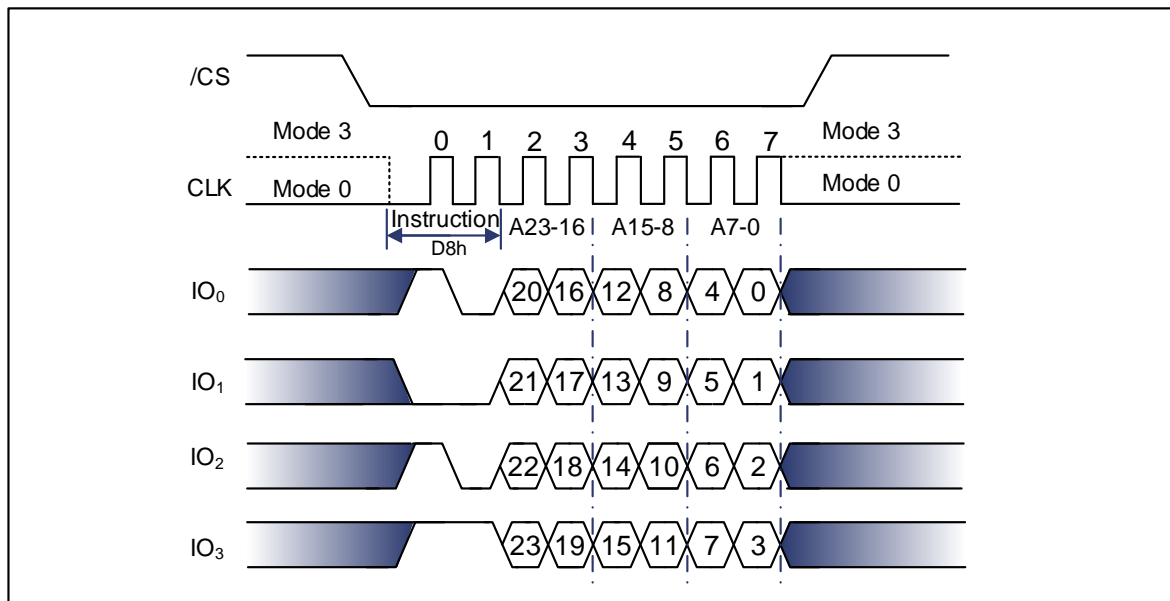 /CS
Mode 3 Mode 3
0 1 2 3 4 5 6 7
CLK Mode 0 Mode 0
Instruction A23-16 A15-8 A7-0
D8h
IO0 20 16 12 8 4 0
IO1 21 17 13 9 5 1
IO2 22 18 14 10 6 2
IO3 23 19 15 11 7 3